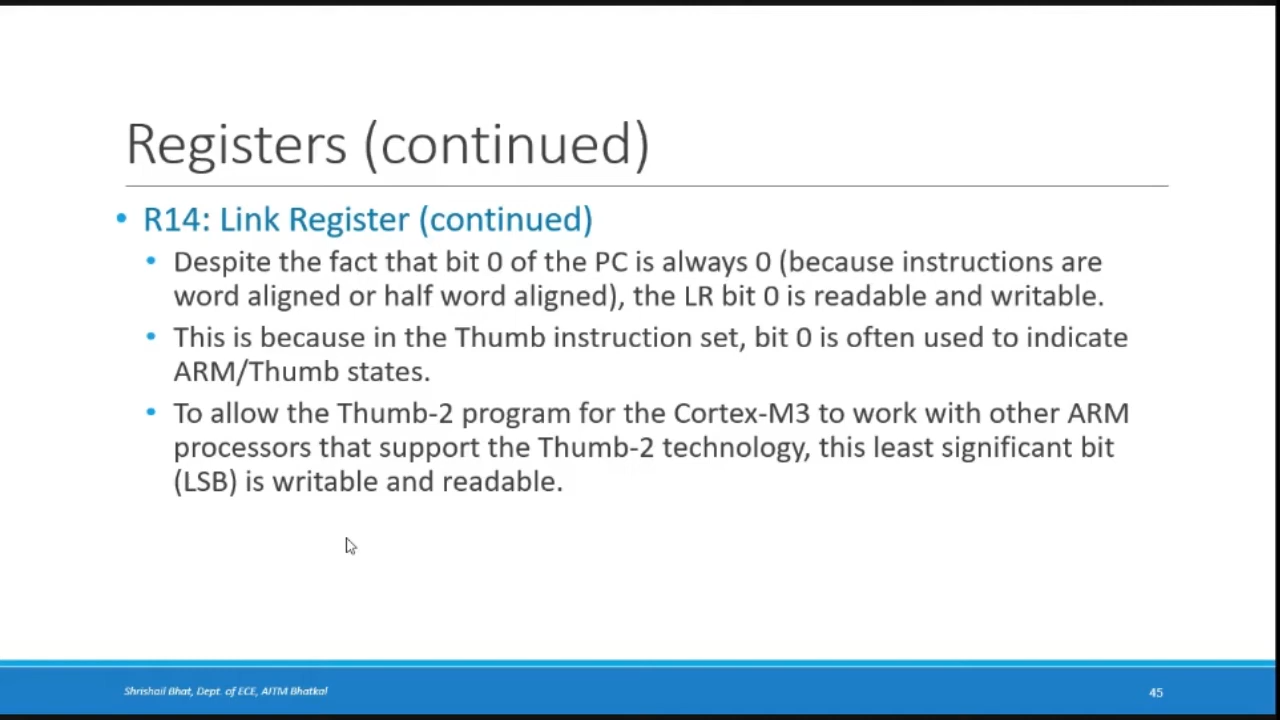 Registers (continued)
• R14: Link Register (continued)
• Despite the fact that bit 0 of the PC is always 0 (because instructions are
word aligned or half word aligned), the LR bit 0 is readable and writable.
• This is because in the Thumb instruction set, bit 0 is often used to indicate
ARM/Thumb states.
• To allow the Thumb-2 program for the Cortex-M3 to work with other ARM
processors that support the Thumb-2 technology, this least significant bit
(LSB) is writable and readable.
Shrishail Bhat, Dept. of ECE, AITM Bhatkal
45